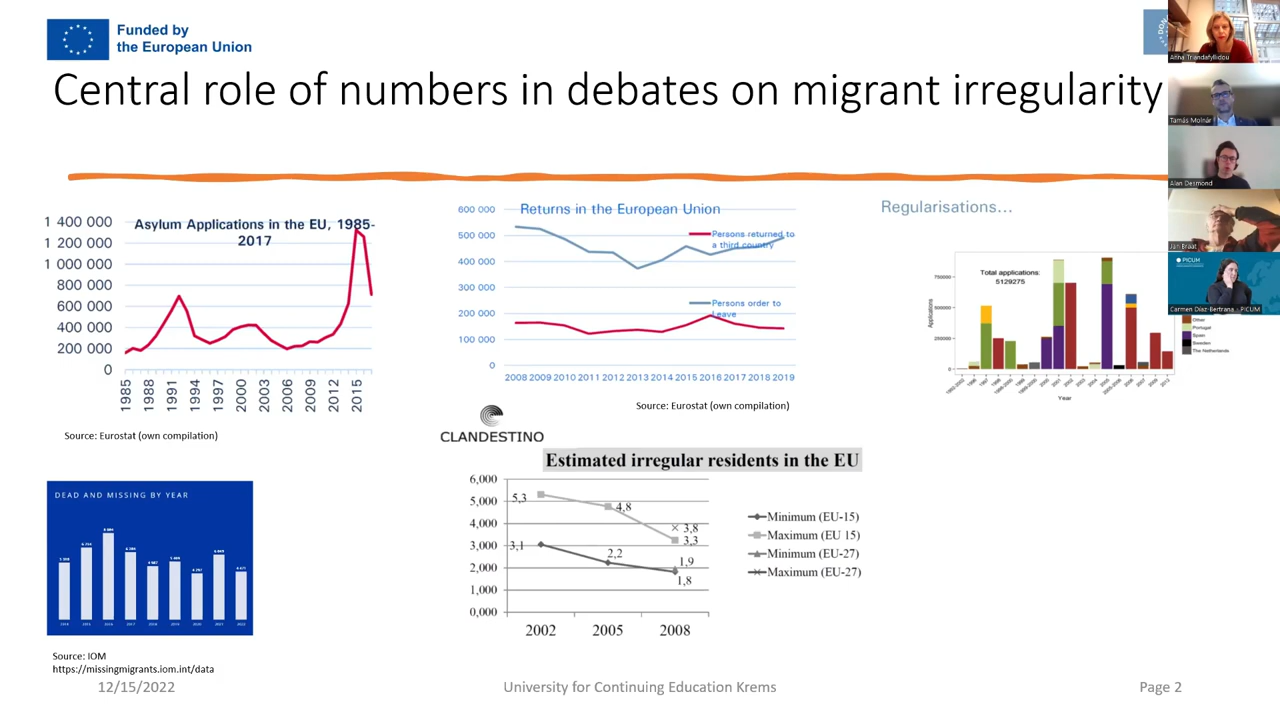 Funded by
the European Union
Central role of numbers in debates on migrant irregularity
Anna Triandafyllidou
Tamás Molnár
Alan Desmond
Jan Braat
PICUM
Carmen Díaz-Bertrana - PICUM
Asylum Applications in the EU, 1985-
2017
1 400 000
1 200 000
1 000 000
800 000
600 000
400 000
200 000
0
1985
1988
1991
1994
1997
2000
2003
2006
2009
2012
2015
Source: Eurostat (own compilation)
Returns in the European Union
600 000
500 000
400 000
300 000
200 000
100 000
0
Persons returned to
a third country
Persons order to
Leave
2008 2009 2010 2011 2012 2013 2014 2015 2016 2017 2018 2019
Source: Eurostat (own compilation)
Regularisations...
Total applications:
5129275
Applications
750000
500000
250000
0
Year
Other
Portugal
Spain
Sweden
The Netherlands
CLANDESTINO
Estimated irregular residents in the EU
6,000
5,000
4,000
3,000
2,000
1,000
0,000
5,3
4,8
3,8
3,3
3,1
2,2
1,9
1,8
2002 2005 2008
Minimum (EU-15)
Maximum (EU 15)
Minimum (EU-27)
Maximum (EU-27)
DEAD AND MISSING BY YEAR
Source: IOM
https://missingmigrants.iom.int/data
12/15/2022
University for Continuing Education Krems
Page 2